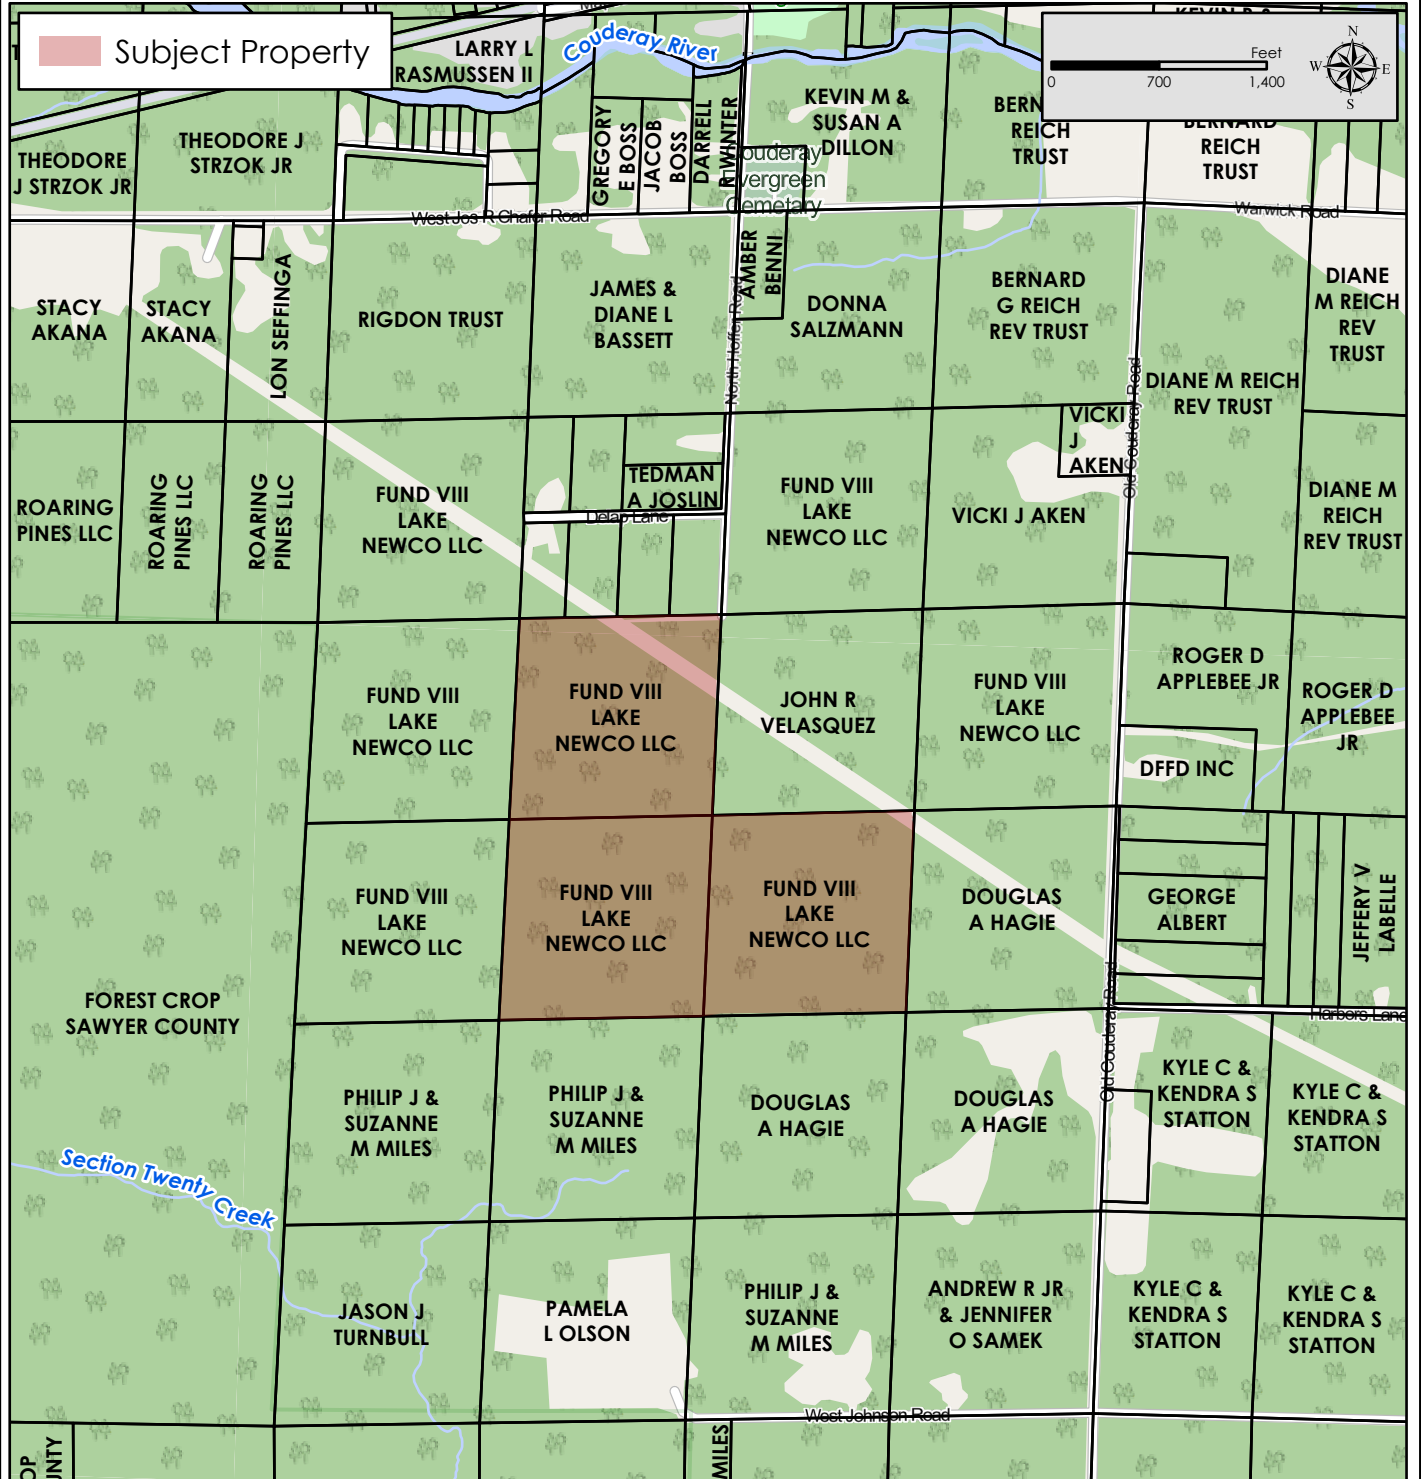 Subject Property
LARRY L
RASMUSSEN II
Couderay River
KEVIN R &
Feet
0
700
1,400
N
W
E
S
THEODORE
J STRZOK JR
THEODORE J
STRZOK JR
GREGORY
E BOSS
JACOB
BOSS
DARRELL
R WINTER
KEVIN M &
SUSAN A
DILLON
Couderay
Evergreen
Cemetary
BERN
REICH
TRUST
BERNARD
REICH
TRUST
West Jos R Chafer Road
Warwick Road
STACY
AKANA
STACY
AKANA
LON SEFFINGA
RIGDON TRUST
JAMES &
DIANE L
BASSETT
North Hoffer Road
AMBER
BENNI
DONNA
SALZMANN
BERNARD
G REICH
REV TRUST
Old Couderay Road
DIANE M REICH
REV TRUST
DIANE
M REICH
REV
TRUST
ROARING
PINES LLC
ROARING
PINES LLC
ROARING
PINES LLC
FUND VIII
LAKE
NEWCO LLC
TEDMAN
A JOSLIN
Delap Lane
FUND VIII
LAKE
NEWCO LLC
VICKI J AKEN
VICKI
J
AKEN
DIANE M
REICH
REV TRUST
FUND VIII
LAKE
NEWCO LLC
FUND VIII
LAKE
NEWCO LLC
JOHN R
VELASQUEZ
FUND VIII
LAKE
NEWCO LLC
ROGER D
APPLEBEE JR
ROGER D
APPLEBEE
JR
DFFD INC
FOREST CROP
SAWYER COUNTY
FUND VIII
LAKE
NEWCO LLC
FUND VIII
LAKE
NEWCO LLC
FUND VIII
LAKE
NEWCO LLC
DOUGLAS
A HAGIE
GEORGE
ALBERT
JEFFERY V
LABELLE
Old Couderay Road
Harbors Lane
PHILIP J &
SUZANNE
M MILES
PHILIP J &
SUZANNE
M MILES
DOUGLAS
A HAGIE
DOUGLAS
A HAGIE
KYLE C &
KENDRA S
STATTON
KYLE C &
KENDRA S
STATTON
Section Twenty Creek
JASON J
TURNBULL
PAMELA
L OLSON
PHILIP J &
SUZANNE
M MILES
ANDREW R JR
& JENNIFER
O SAMEK
KYLE C &
KENDRA S
STATTON
KYLE C &
KENDRA S
STATTON
West Johnson Road
OP
UNTY
MILES